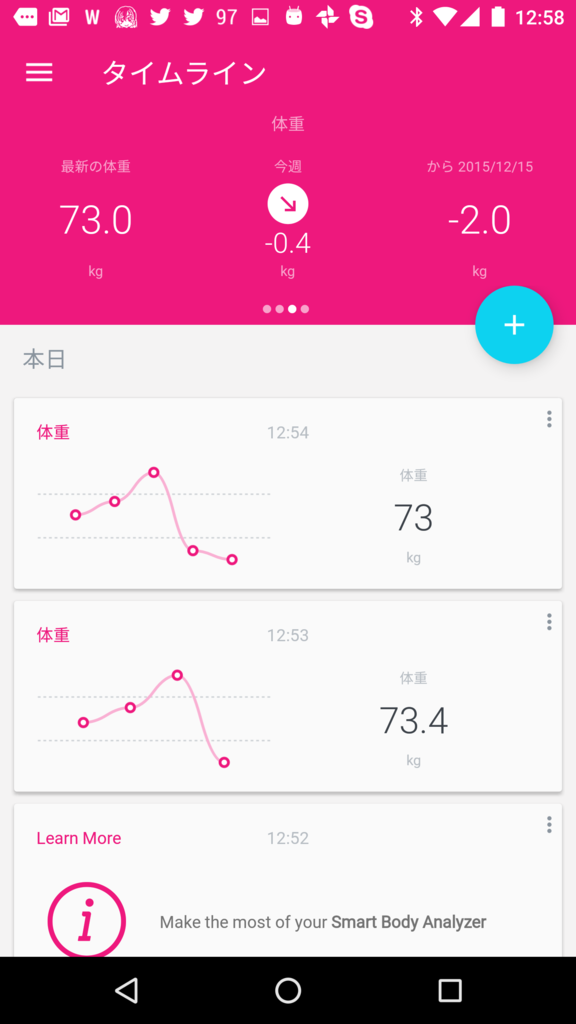 W 97 12:58
タイムライン
体重
最新の体重 今週 から 2015/12/15
73.0 -0.4 -2.0
kg kg kg
本日
体重 12:54
体重
73
kg
体重 12:53
体重
73.4
kg
Learn More 12:52
i Make the most of your Smart Body Analyzer